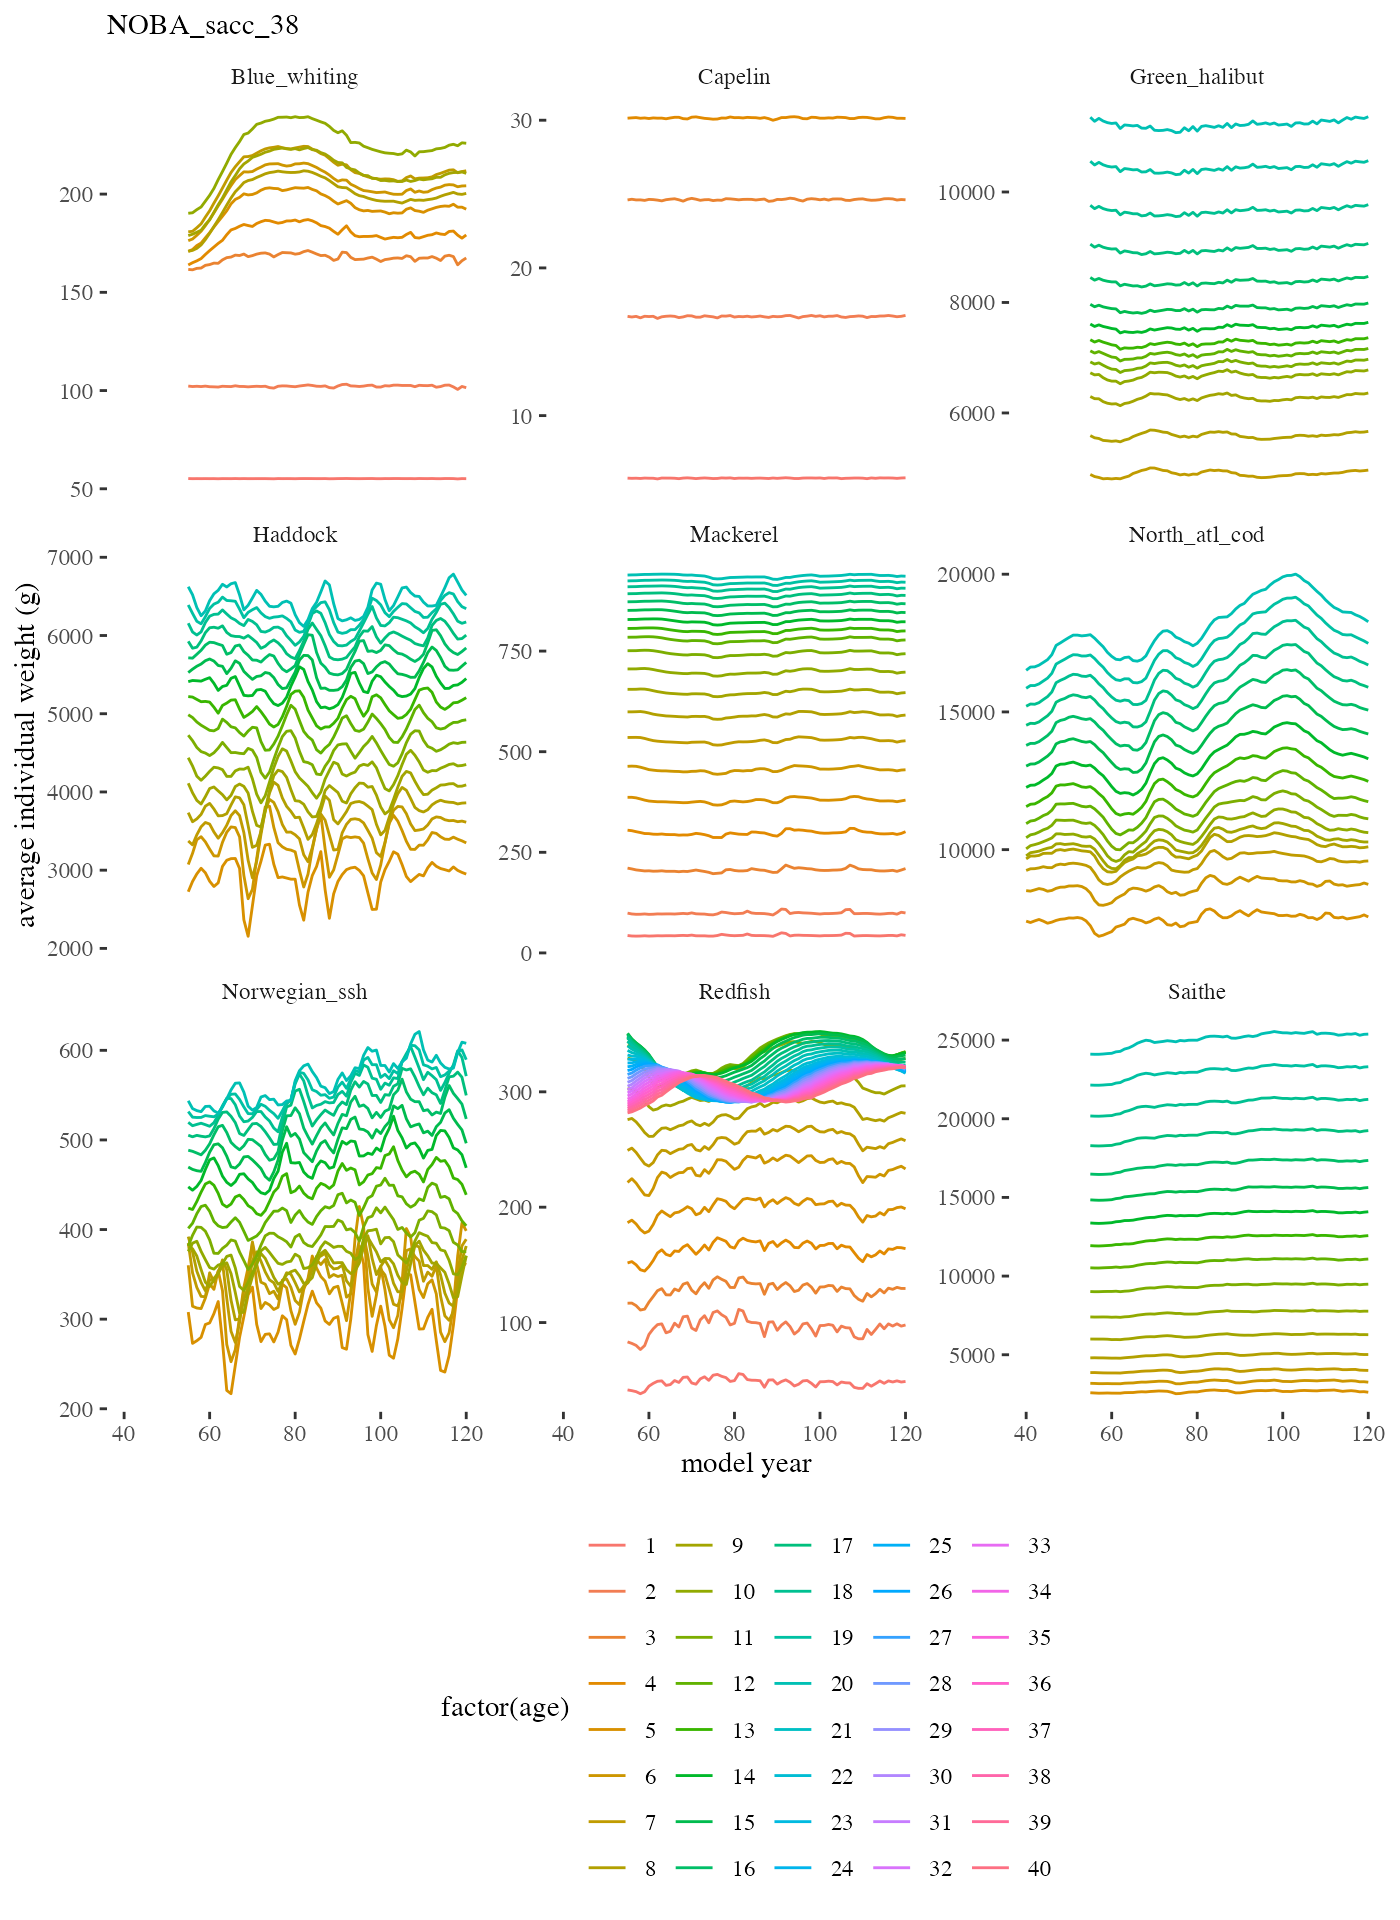 NOBA_sacc_38
Blue_whiting Capelin Green_halibut
200
150
100
50
30
20
10
10000
8000
6000
Haddock Mackerel North_atl_cod
7000
6000
5000
4000
3000
2000
750
500
250
0
20000
15000
10000
Norwegian_ssh Redfish Saithe
600
500
400
300
200
300
200
100
25000
20000
15000
10000
5000
40 60 80 100 120 40 60 80 100 120 40 60 80 100 120
average individual weight (g)
model year
factor(age)
1 9 17 25 33
2 10 18 26 34
3 11 19 27 35
4 12 20 28 36
5 13 21 29 37
6 14 22 30 38
7 15 23 31 39
8 16 24 32 40